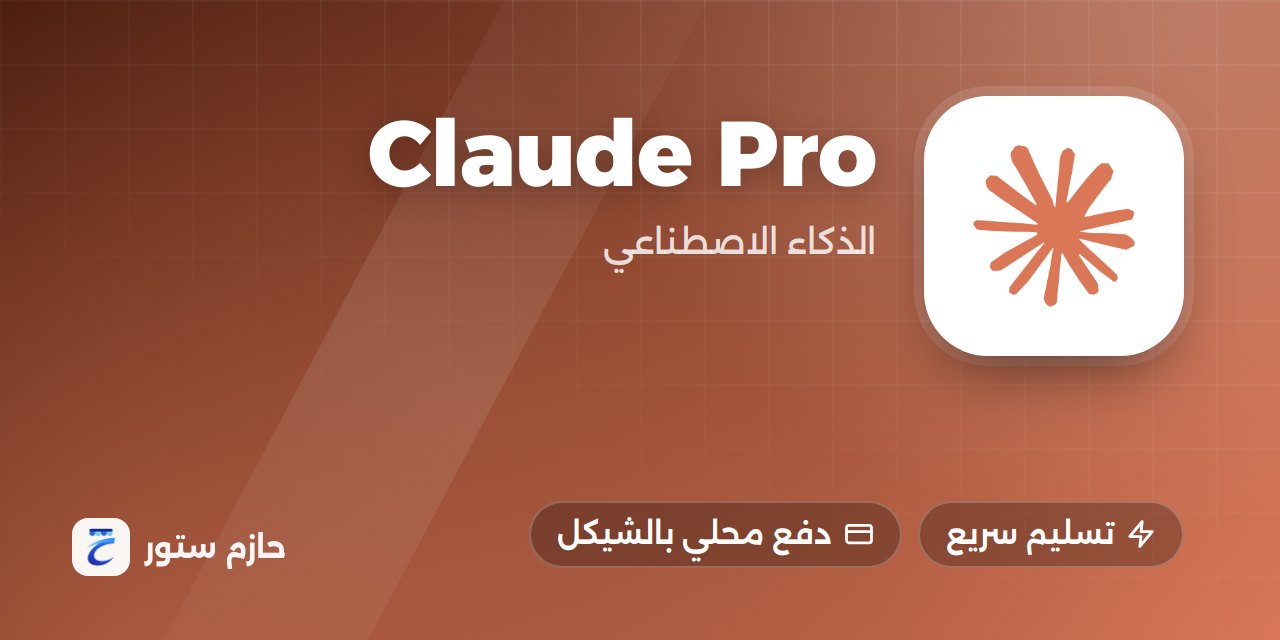 Claude Pro
الذكاء الاصطناعي
تسليم سريع
دفع محلي بالشيكل
حازم ستور